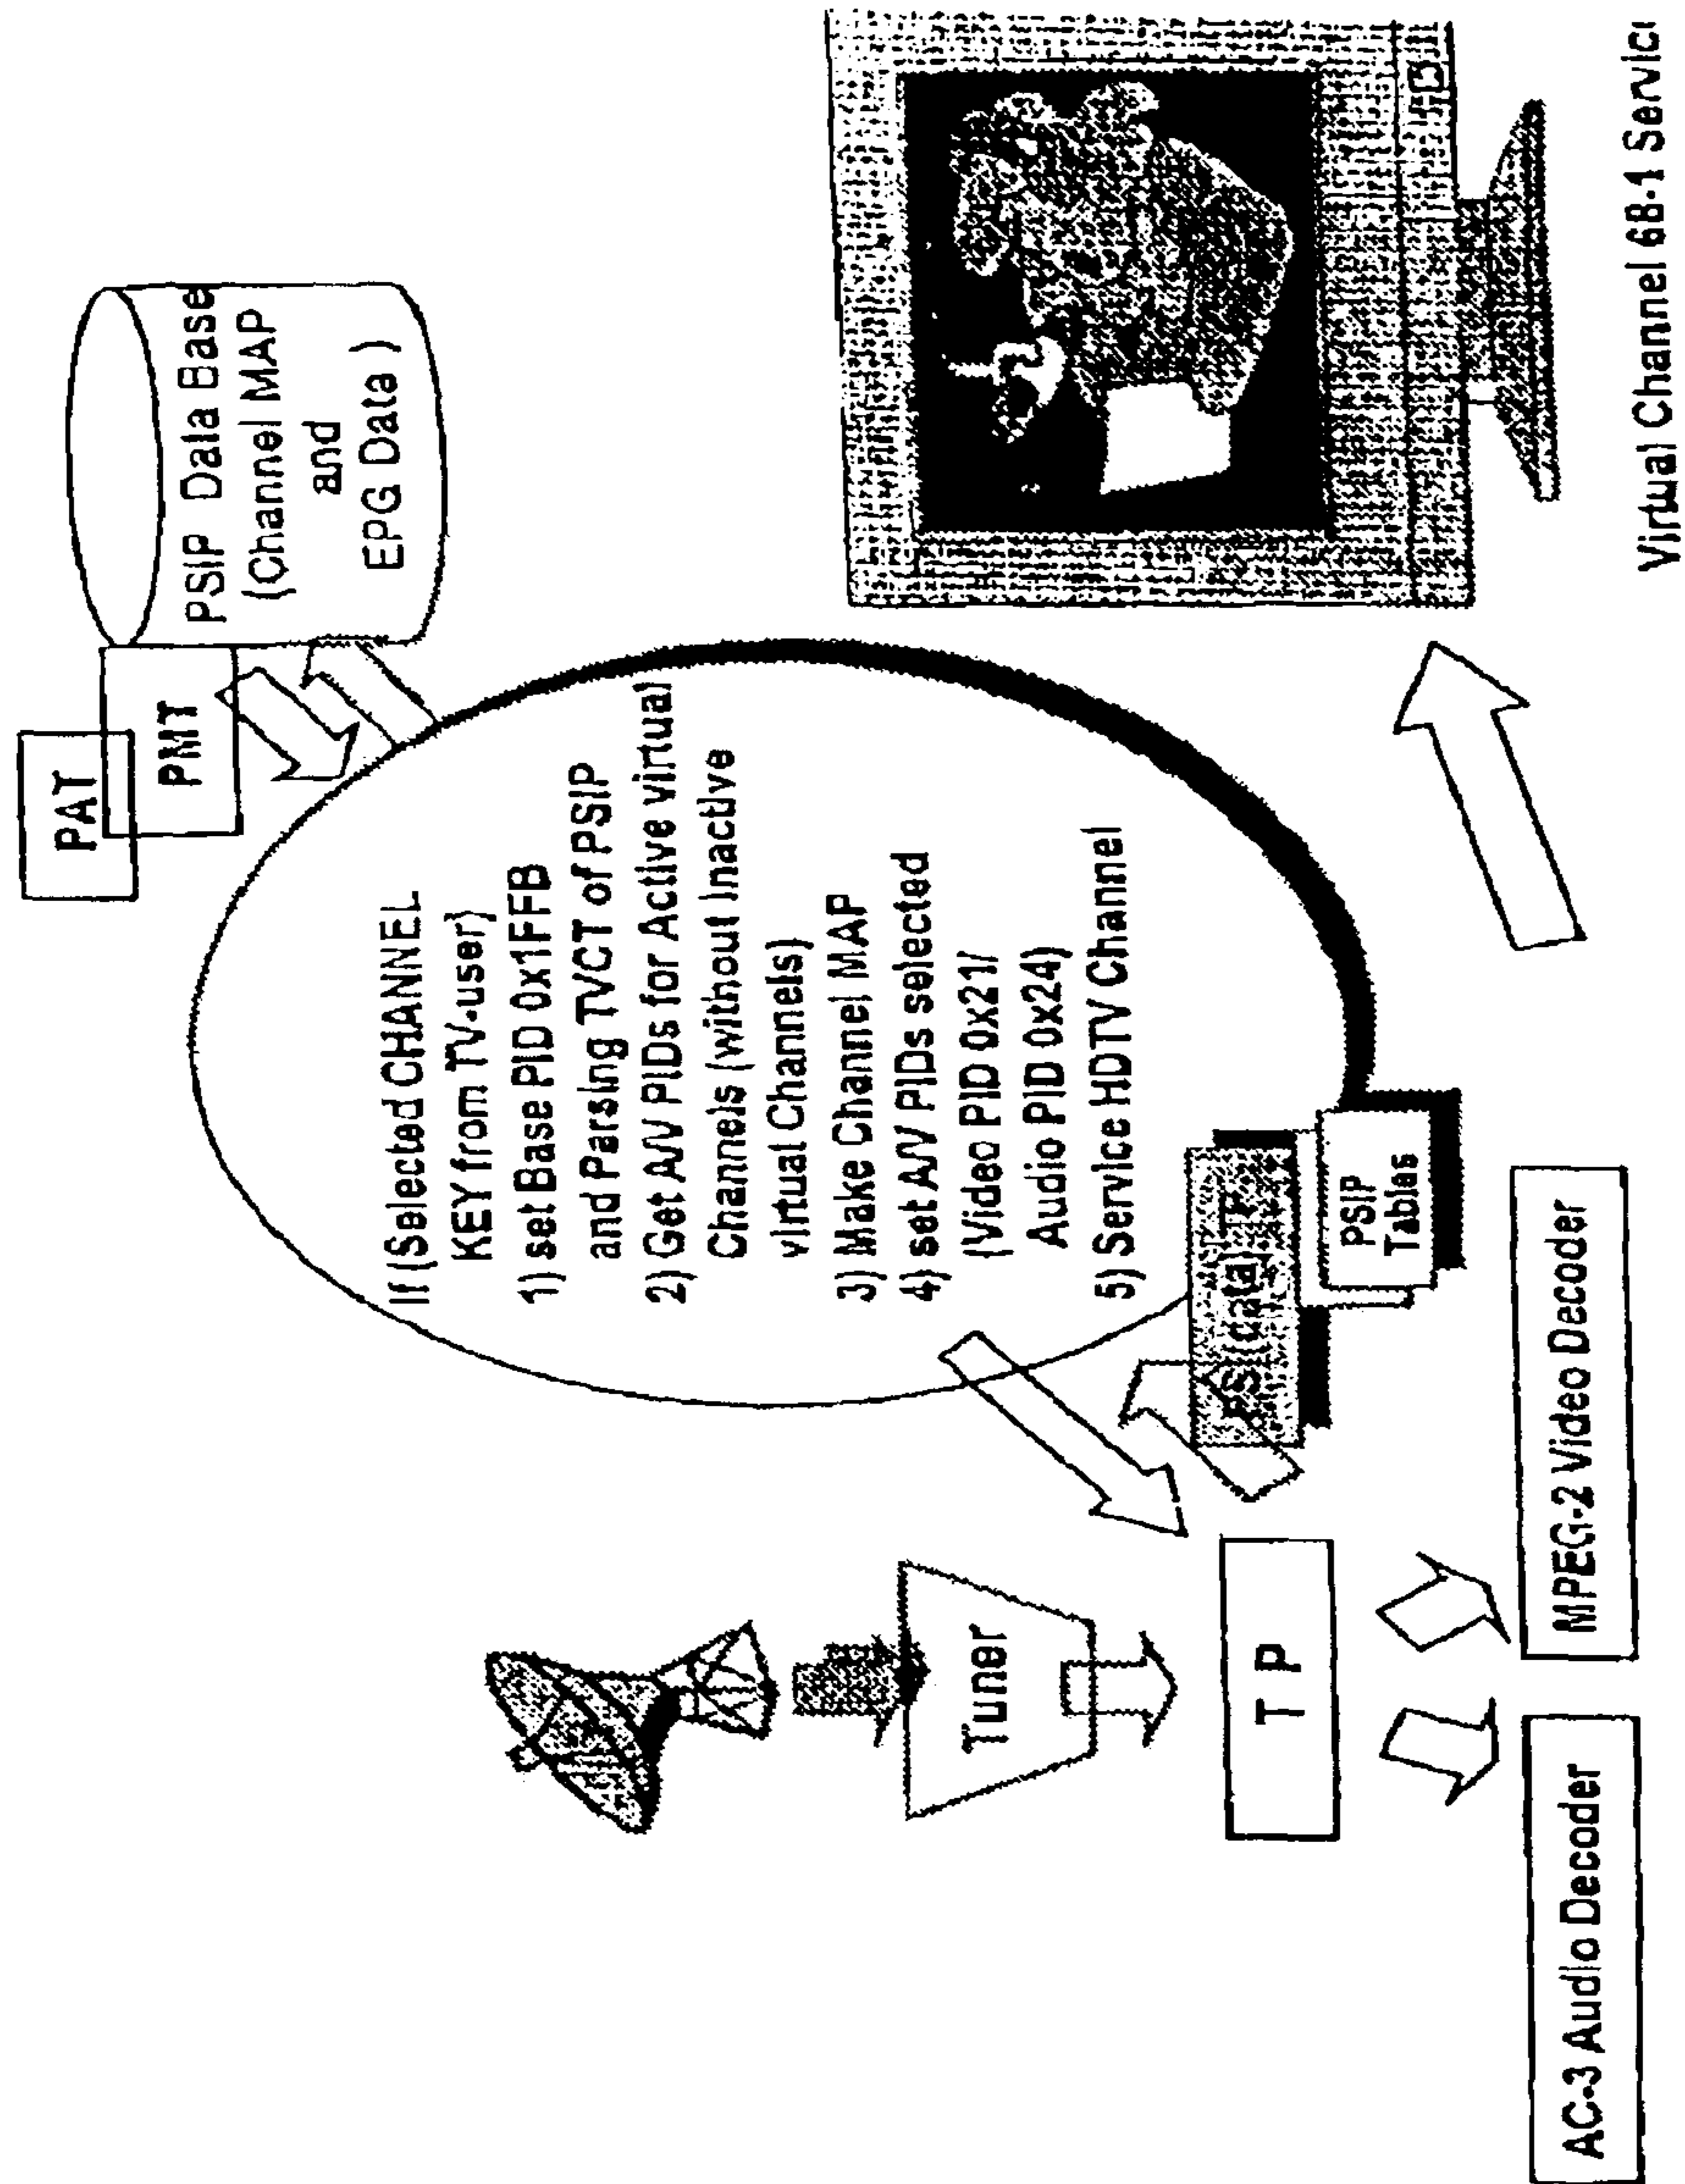 PAT
PMT
PSIP Data Base
(Channel MAP
and
EPG Data )
If (Selected CHANNEL
KEY from TV-user)
1) set Base PID 0x1FFB
and Parsing TVCT of PSIP
2) Get A/V PIDs for Active virtual
Channels (without Inactive
virtual Channels)
3) Make Channel MAP
4) set A/V PIDs selected
(Video PID 0x21/
Audio PID 0x24)
5) Service HDTV Channel
Tuner
T P
data
PSIP
Tables
AC-3 Audio Decoder
MPEG-2 Video Decoder
Virtual Channel 68-1 Servic